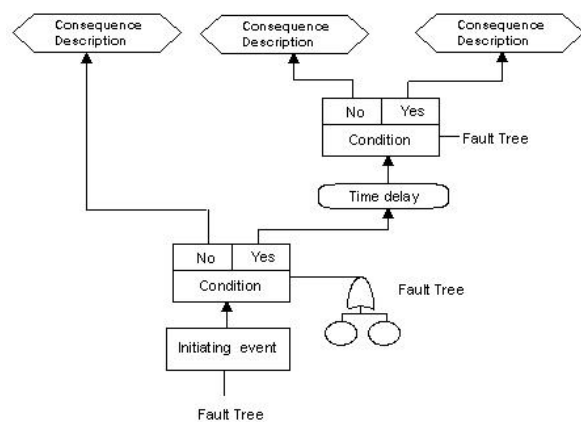 Consequence
Description
Consequence
Description
Consequence
Description
No
Yes
Condition
Fault Tree
Time delay
No
Yes
Condition
Fault Tree
Initiating event
Fault Tree